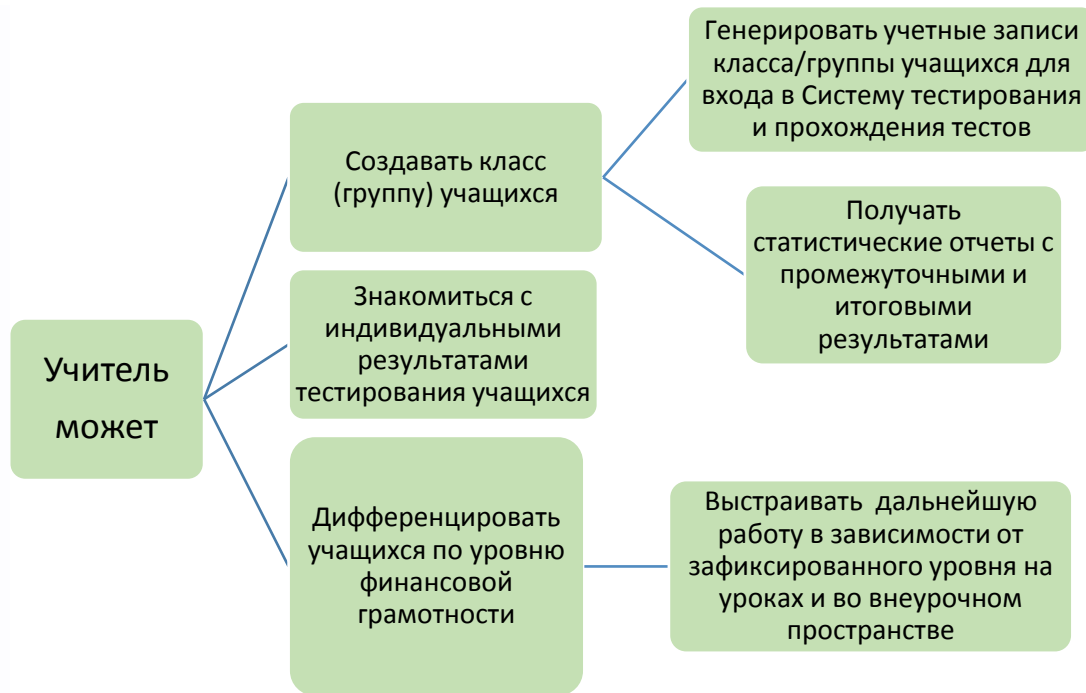 Учитель
может
Создавать класс
(группу) учащихся
Генерировать учетные записи
класса/группы учащихся для
входа в Систему тестирования
и прохождения тестов
Получать
статистические отчеты с
промежуточными и
итоговыми
результатами
Знакомиться с
индивидуальными
результатами
тестирования учащихся
Дифференцировать
учащихся по уровню
финансовой
грамотности
Выстраивать дальнейшую
работу в зависимости от
зафиксированного уровня на
уроках и во внеурочном
пространстве